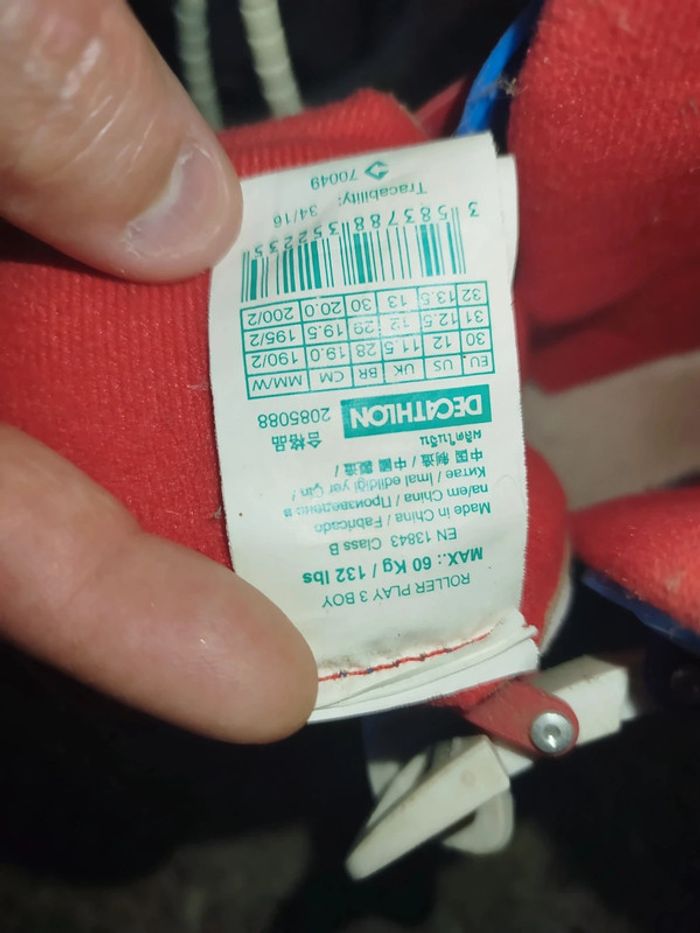 ROLLER PLAY 3 BOY
MAX.: 60 Kg / 132 lbs
EN 13843 Class B
Made in China / Fabricado
na/em China / Произведено в
Китае / Imal edildigi yer Çin /
中国 制造 / 中國 製造 /
ผลิตในจีน
DECATHLON 2085088 合格品
EU US UK BR CM MM/W
30 12 11.5 28 19.0 190/2
31 12.5 12 29 19.5 195/2
32 13.5 13 30 20.0 200/2
3 583788 352235
Tracability: 34/16
70049